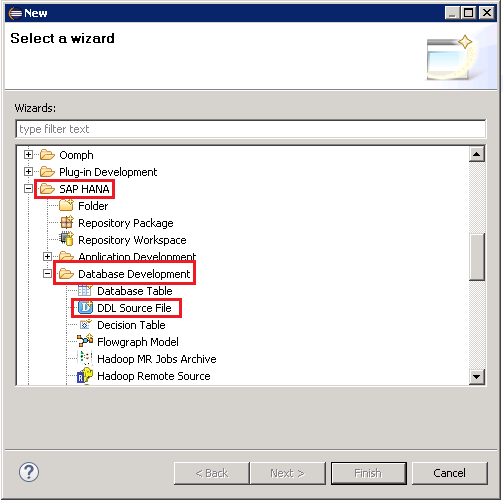 New
Select a wizard
Wizards:
type filter text
Oomph
Plug-in Development
SAP HANA
Folder
Repository Package
Repository Workspace
Application Development
Database Development
Database Table
DDL Source File
Decision Table
Flowgraph Model
Hadoop MR Jobs Archive
Hadoop Remote Source
? < Back Next > Finish Cancel